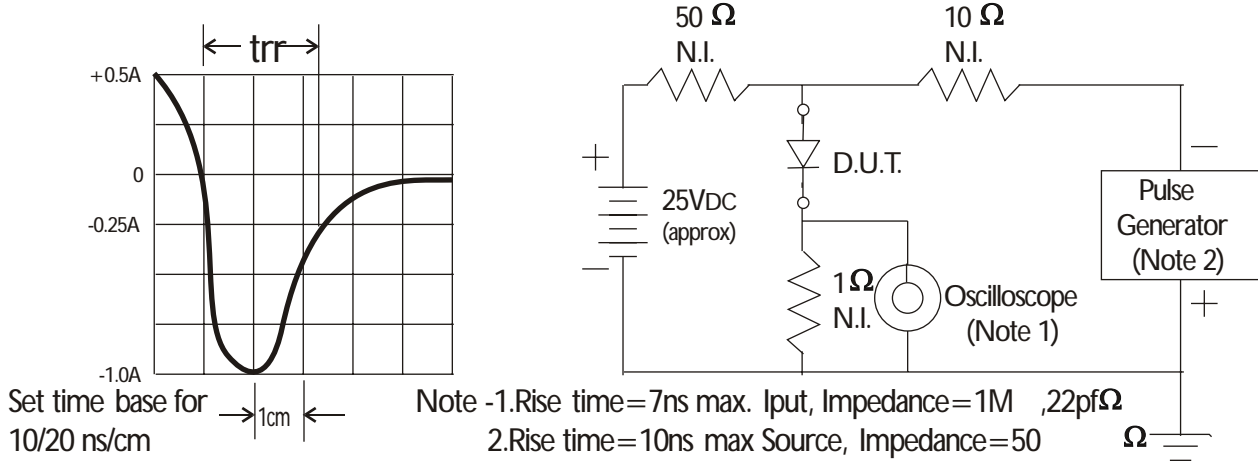 trr
+0.5A
0
-0.25A
-1.0A
1cm
Set time base for
10/20 ns/cm
50 Ω
N.I.
10 Ω
N.I.
+
25VDC
(approx)
−
D.U.T.
1Ω
N.I.
Oscilloscope
(Note 1)
−
Pulse
Generator
(Note 2)
+
Note -1.Rise time=7ns max. Iput, Impedance=1M ,22pfΩ
2.Rise time=10ns max Source, Impedance=50 Ω